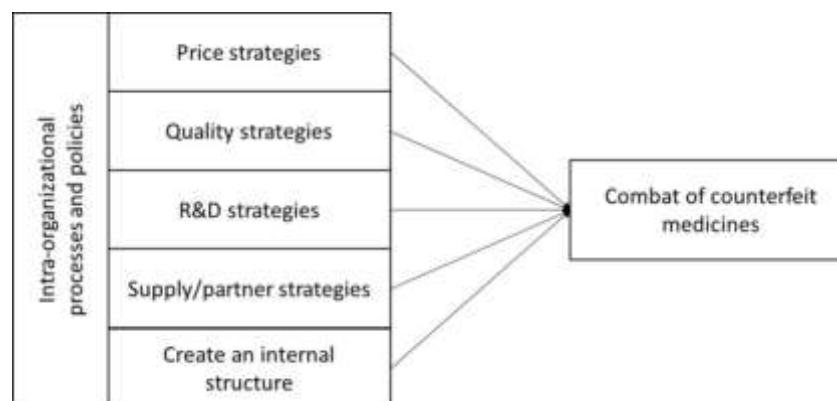 Intra-organizational
processes and policies
Price strategies
Quality strategies
R&D strategies
Supply/partner strategies
Create an internal
structure
Combat of counterfeit
medicines